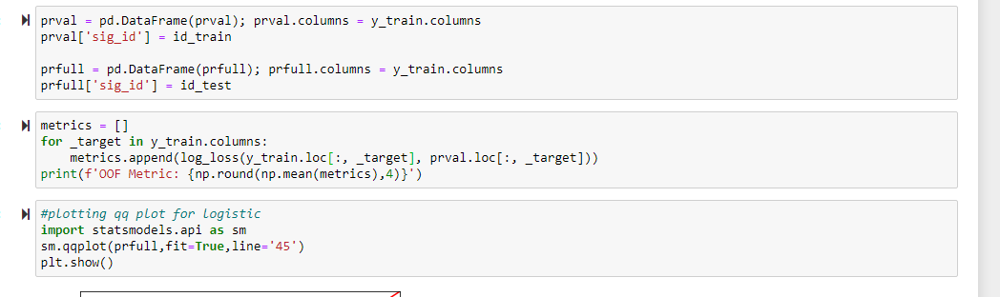 prval = pd.DataFrame(prval); prval.columns = y_train.columns
prval['sig_id'] = id_train
prfull = pd.DataFrame(prfull); prfull.columns = y_train.columns
prfull['sig_id'] = id_test
metrics = []
for _target in y_train.columns:
    metrics.append(log_loss(y_train.loc[:, _target], prval.loc[:, _target]))
print(f'OOF Metric: {np.round(np.mean(metrics),4)}')
#plotting qq plot for logistic
import statsmodels.api as sm
sm.qqplot(prfull,fit=True,line='45')
plt.show()